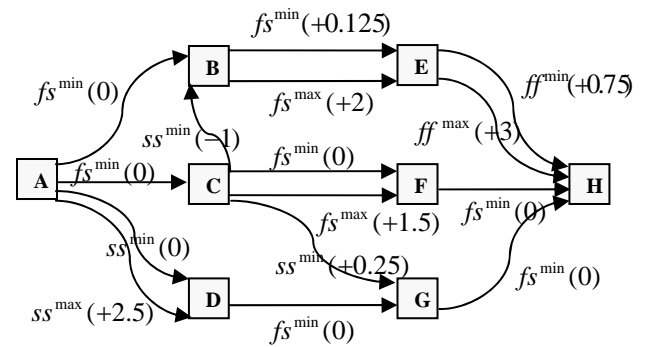 fs^min(+0.125)
B
E
fs^min(0)
fs^max(+2)
ff^min(+0.75)
ss^min(−1)
ff^max(+3)
fs^min(0)
A
fs^min(0)
C
F
H
fs^max(+1.5)
fs^min(0)
ss^min(0)
ss^min(+0.25)
fs^min(0)
D
G
ss^max(+2.5)
fs^min(0)